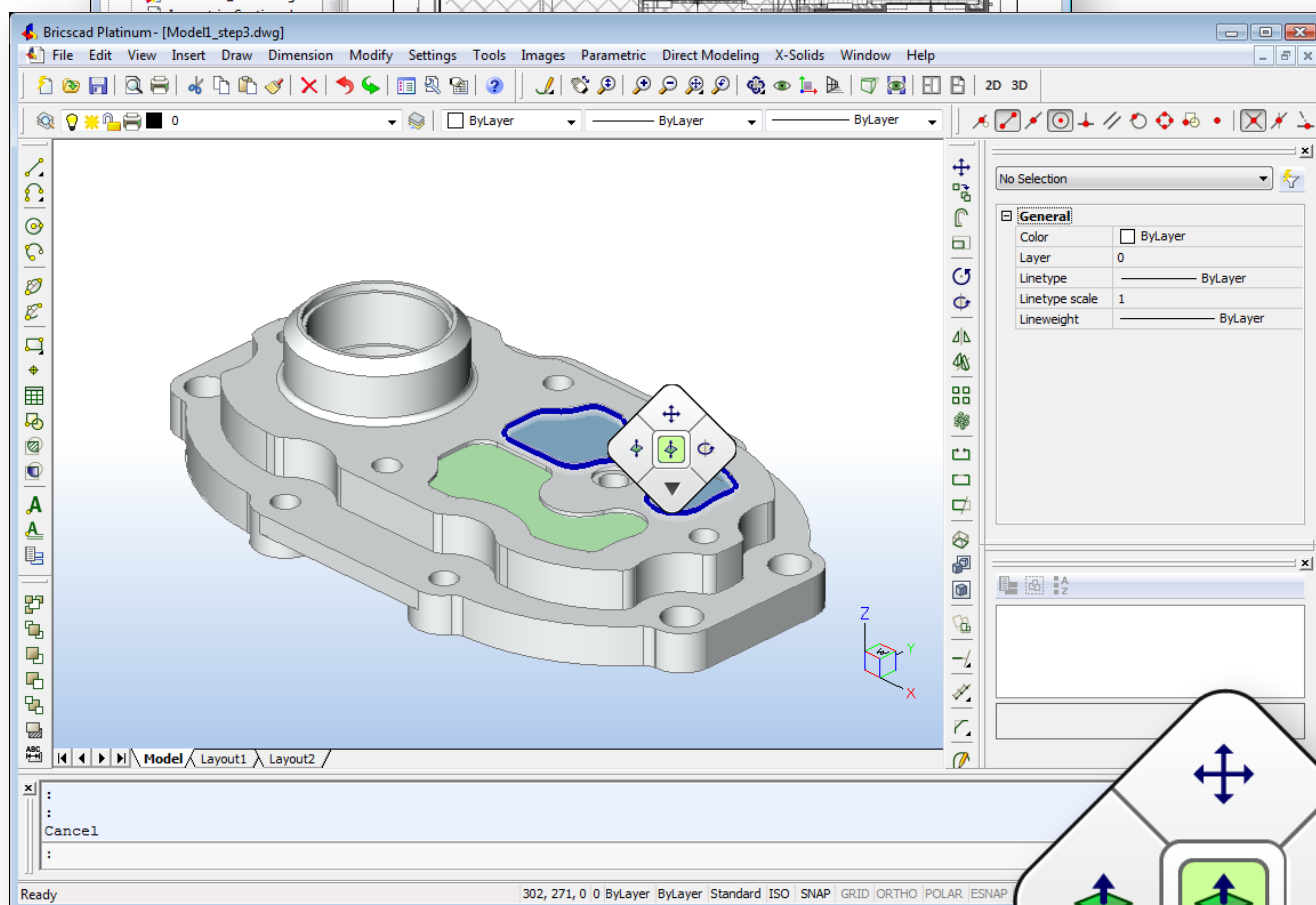 Bricscad Platinum - [Model1_step3.dwg]
File Edit View Insert Draw Dimension Modify Settings Tools Images Parametric Direct Modeling X-Solids Window Help
2D 3D
0 ByLayer ByLayer ByLayer
No Selection
General
Color ByLayer
Layer 0
Linetype ByLayer
Linetype scale 1
Lineweight ByLayer
A
A
Z
Y
X
A
Z
ABC
Model Layout1 Layout2
:
:
Cancel
:
Ready 302, 271, 0 0 ByLayer ByLayer Standard ISO SNAP GRID ORTHO POLAR ESNAP